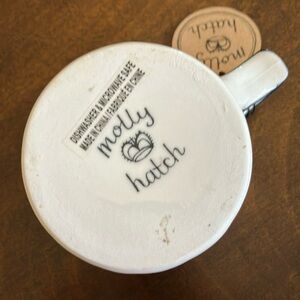 DISHWASHER & MICROWAVE SAFE
MADE IN CHINA / FABRIQUÉ EN CHINE
molly
hatch
molly
hatch